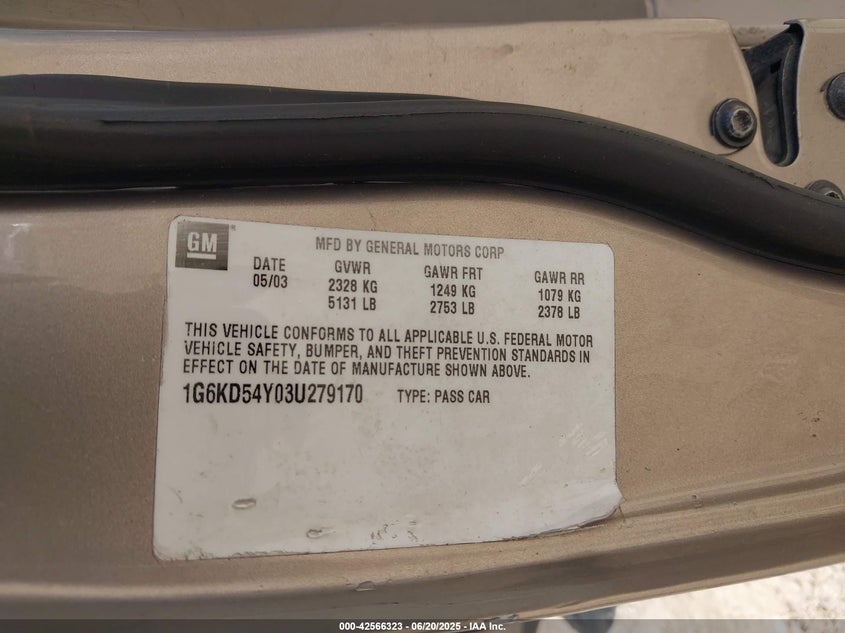 GM ®
MFD BY GENERAL MOTORS CORP
DATE GVWR GAWR FRT GAWR RR
05/03 2328 KG 1249 KG 1079 KG
5131 LB 2753 LB 2378 LB
THIS VEHICLE CONFORMS TO ALL APPLICABLE U.S. FEDERAL MOTOR
VEHICLE SAFETY, BUMPER, AND THEFT PREVENTION STANDARDS IN
EFFECT ON THE DATE OF MANUFACTURE SHOWN ABOVE.
1G6KD54Y03U279170 TYPE: PASS CAR
000-42566323 — 06/20/2025 — IAA Inc.